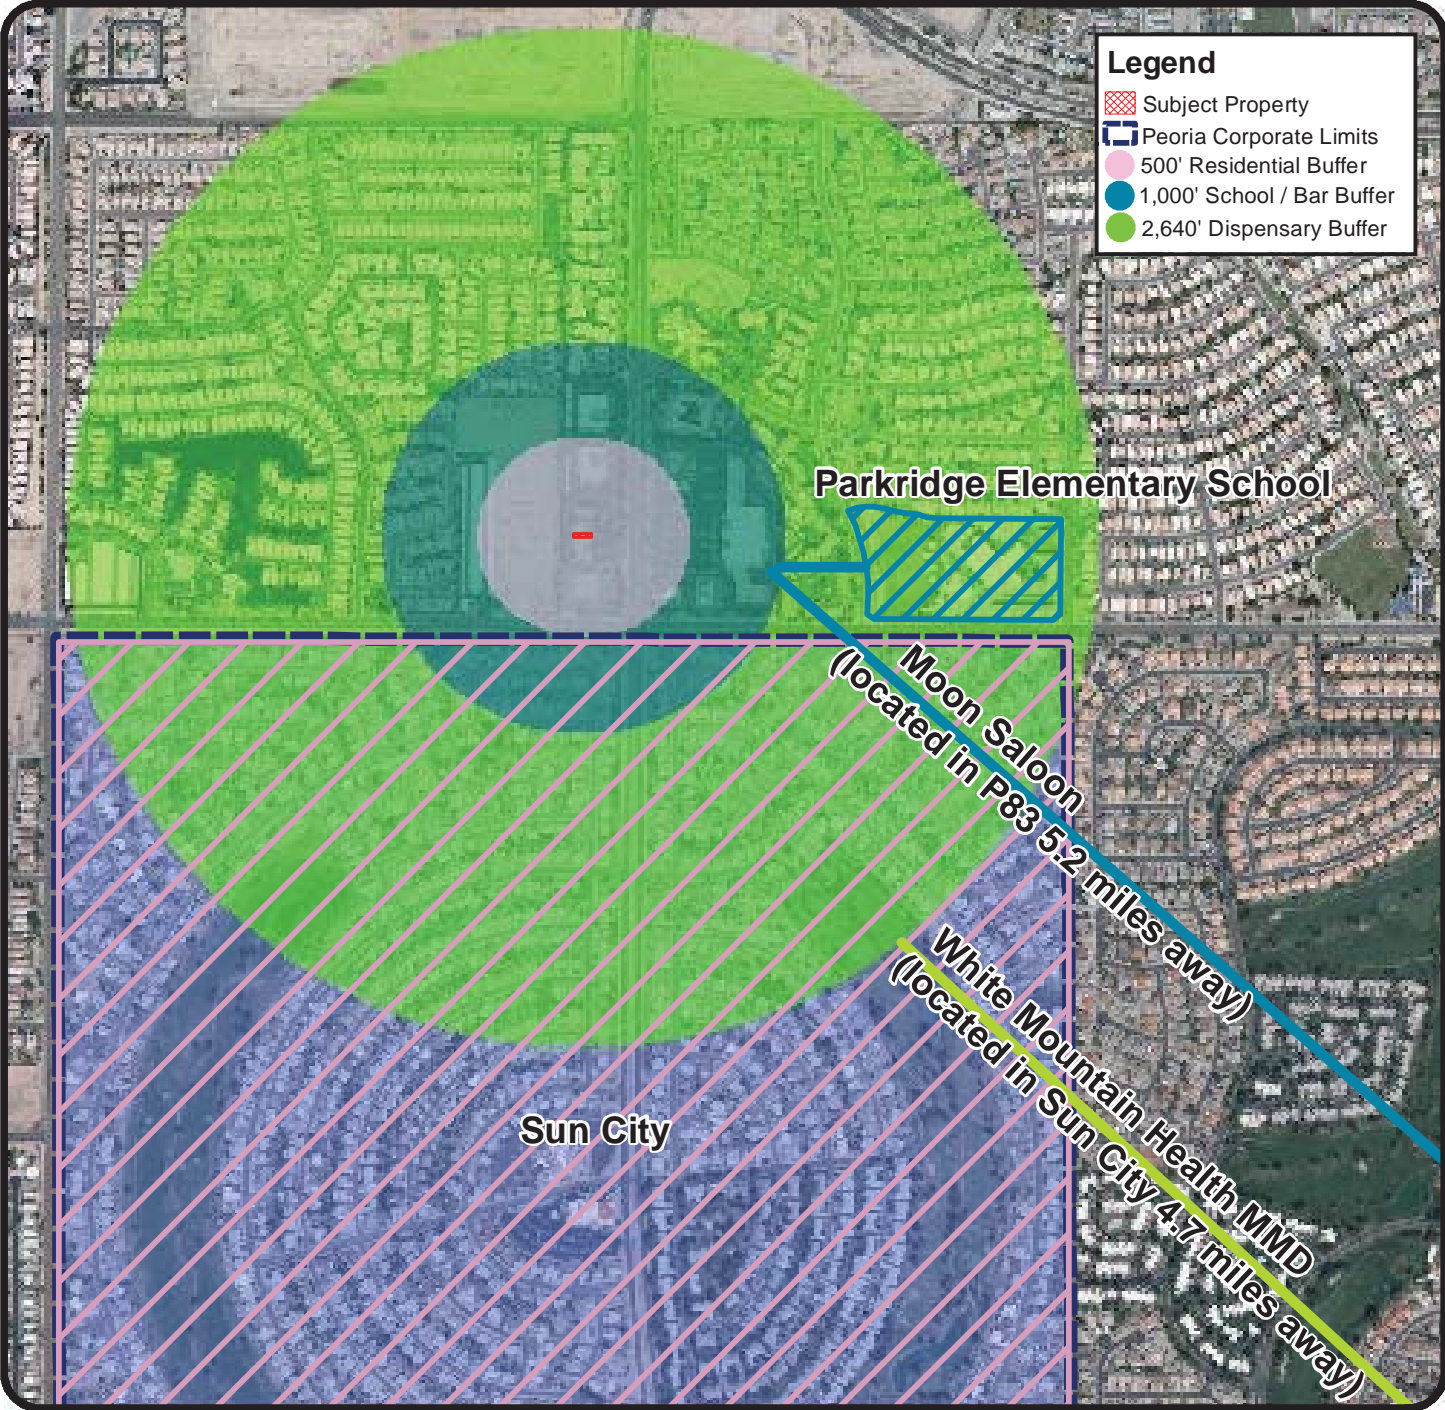 Legend
Subject Property
Peoria Corporate Limits
500' Residential Buffer
1,000' School / Bar Buffer
2,640' Dispensary Buffer
Parkridge Elementary School
Moon Saloon
(located in P83 5.2 miles away)
White Mountain Health MMD
(located in Sun City 4.7 miles away)
Sun City